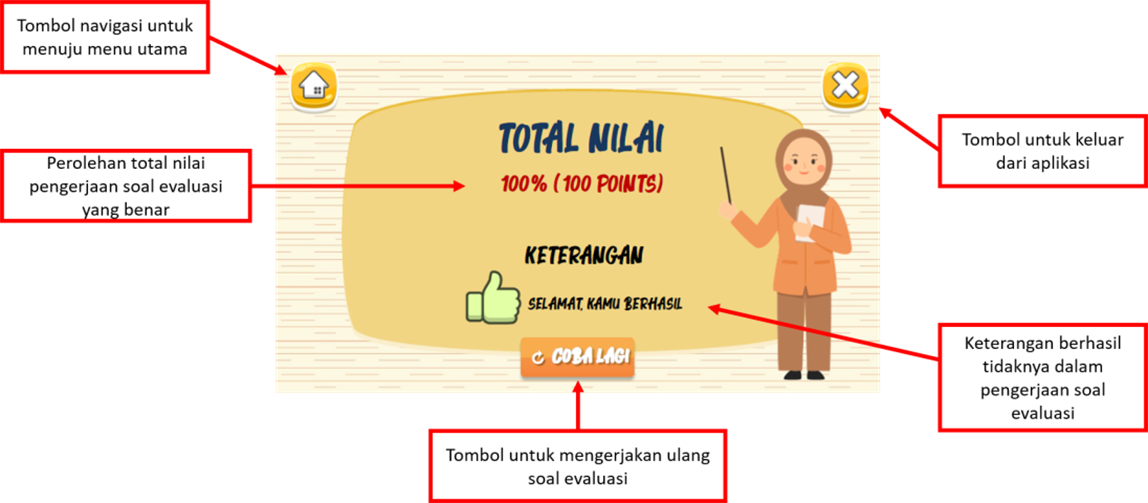 Tombol navigasi untuk
menuju menu utama
Perolehan total nilai
pengerjaan soal evaluasi
yang benar
TOTAL NILAI
100% (100 POINTS)
KETERANGAN
SELAMAT, KAMU BERHASIL
COBA LAGI
Tombol untuk keluar
dari aplikasi
Keterangan berhasil
tidaknya dalam
pengerjaan soal
evaluasi
Tombol untuk mengerjakan ulang
soal evaluasi